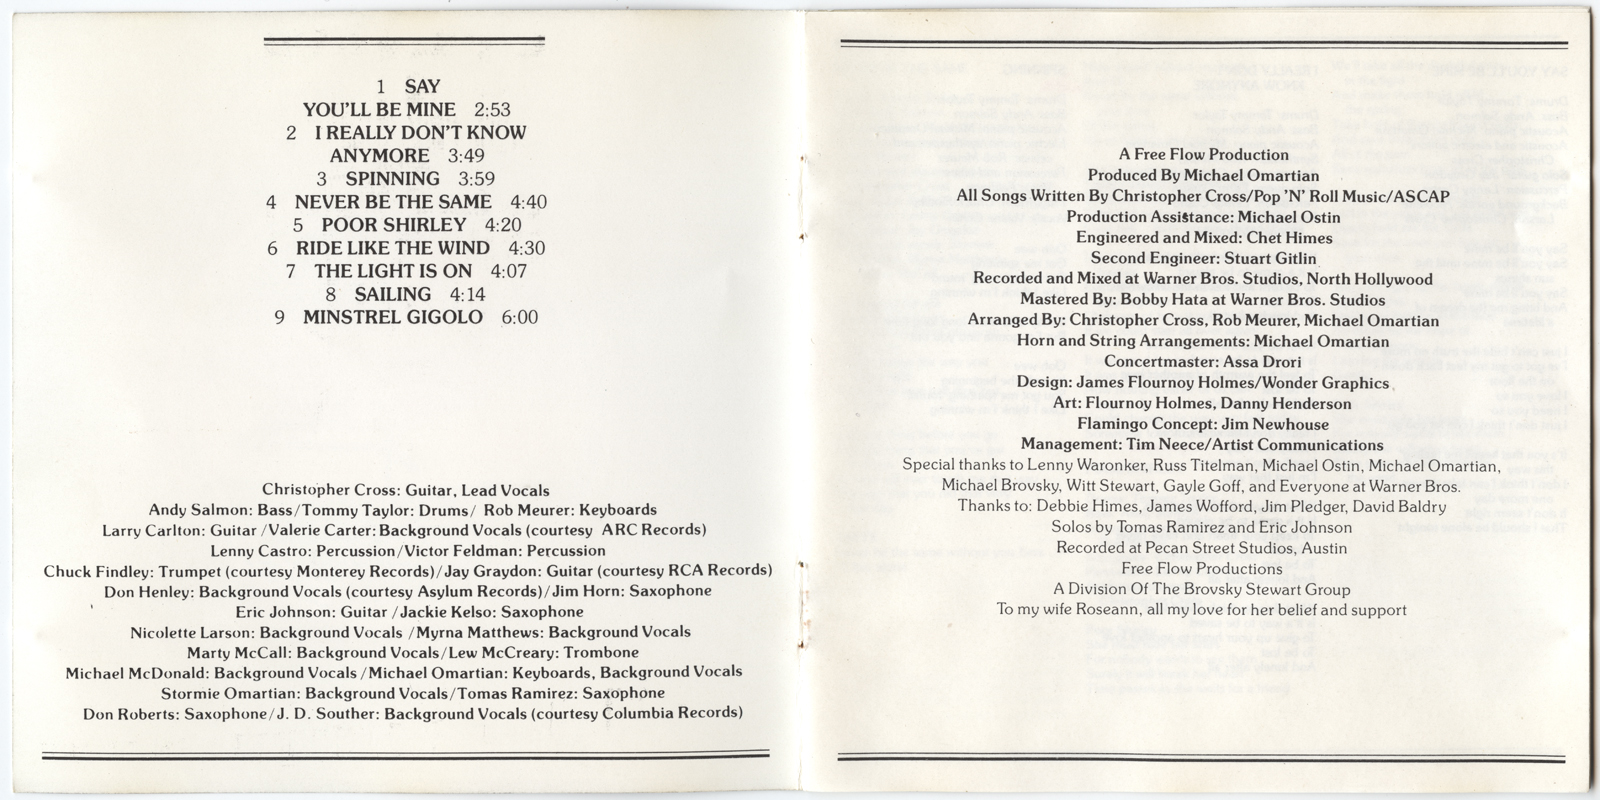 1 SAY
YOU'LL BE MINE 2:53
2 I REALLY DON'T KNOW
ANYMORE 3:49
3 SPINNING 3:59
4 NEVER BE THE SAME 4:40
5 POOR SHIRLEY 4:20
6 RIDE LIKE THE WIND 4:30
7 THE LIGHT IS ON 4:07
8 SAILING 4:14
9 MINSTREL GIGOLO 6:00
Christopher Cross: Guitar, Lead Vocals
Andy Salmon: Bass/Tommy Taylor: Drums/ Rob Meurer: Keyboards
Larry Carlton: Guitar /Valerie Carter: Background Vocals (courtesy ARC Records)
Lenny Castro: Percussion/Victor Feldman: Percussion
Chuck Findley: Trumpet (courtesy Monterey Records)/Jay Graydon: Guitar (courtesy RCA Records)
Don Henley: Background Vocals (courtesy Asylum Records)/Jim Horn: Saxophone
Eric Johnson: Guitar /Jackie Kelso: Saxophone
Nicolette Larson: Background Vocals /Myrna Matthews: Background Vocals
Marty McCall: Background Vocals/Lew McCreary: Trombone
Michael McDonald: Background Vocals /Michael Omartian: Keyboards, Background Vocals
Stormie Omartian: Background Vocals/Tomas Ramirez: Saxophone
Don Roberts: Saxophone/J. D. Souther: Background Vocals (courtesy Columbia Records)
A Free Flow Production
Produced By Michael Omartian
All Songs Written By Christopher Cross/Pop 'N' Roll Music/ASCAP
Production Assistance: Michael Ostin
Engineered and Mixed: Chet Himes
Second Engineer: Stuart Gitlin
Recorded and Mixed at Warner Bros. Studios, North Hollywood
Mastered By: Bobby Hata at Warner Bros. Studios
Arranged By: Christopher Cross, Rob Meurer, Michael Omartian
Horn and String Arrangements: Michael Omartian
Concertmaster: Assa Drori
Design: James Flournoy Holmes/Wonder Graphics
Art: Flournoy Holmes, Danny Henderson
Flamingo Concept: Jim Newhouse
Management: Tim Neece/Artist Communications
Special thanks to Lenny Waronker, Russ Titelman, Michael Ostin, Michael Omartian,
Michael Brovsky, Witt Stewart, Gayle Goff, and Everyone at Warner Bros.
Thanks to: Debbie Himes, James Wofford, Jim Pledger, David Baldry
Solos by Tomas Ramirez and Eric Johnson
Recorded at Pecan Street Studios, Austin
Free Flow Productions
A Division Of The Brovsky Stewart Group
To my wife Roseann, all my love for her belief and support